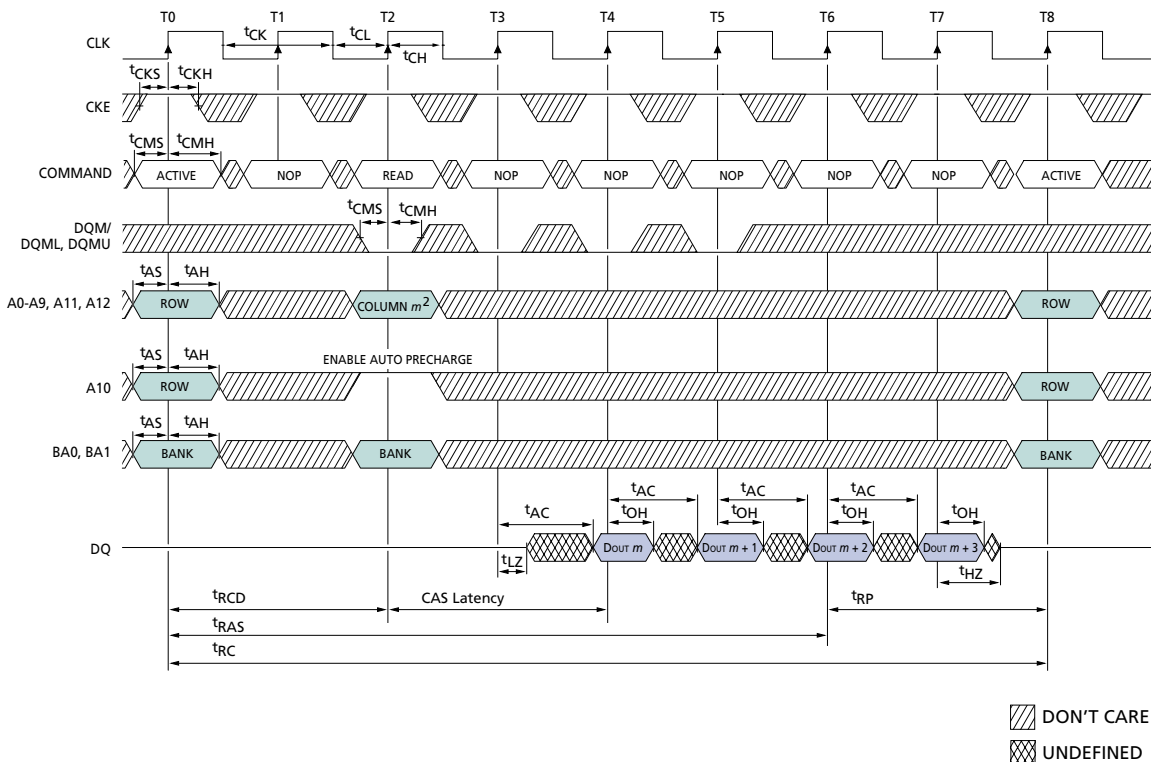 T0 T1 T2 T3 T4 T5 T6 T7 T8
CLK
tCK tCL
tCH
tCKS tCKH
CKE
tCMS tCMH
COMMAND ACTIVE NOP READ NOP NOP NOP NOP NOP ACTIVE
tCMS tCMH
DQM/
DQML, DQMU
tAS tAH
A0-A9, A11, A12 ROW COLUMN m2 ROW
tAS tAH ENABLE AUTO PRECHARGE
A10 ROW ROW
tAS tAH
BA0, BA1 BANK BANK BANK
tAC tAC tAC tAC
tOH tOH tOH tOH
DQ DOUT m DOUT m + 1 DOUT m + 2 DOUT m + 3
tLZ tHZ
tRCD CAS Latency tRP
tRAS
tRC
DON'T CARE
UNDEFINED